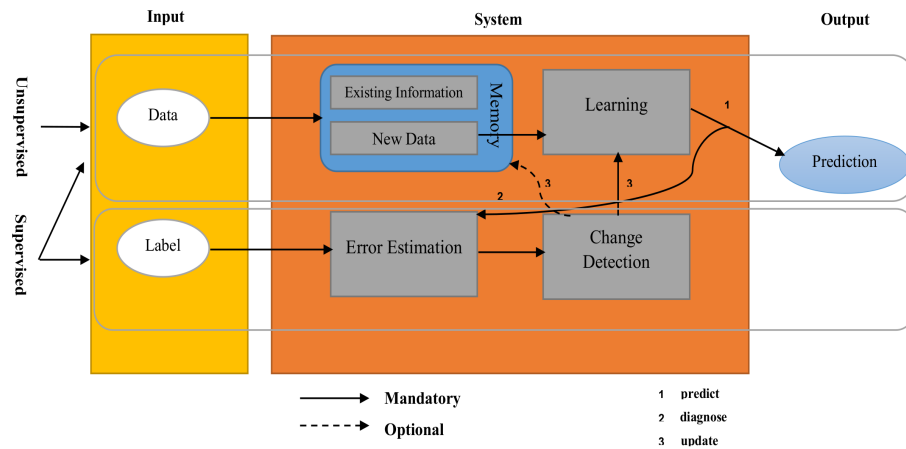 Input
System
Output
Unsupervised
Supervised
Data
Existing Information
New Data
Memory
Learning
1
Prediction
3
3
2
Label
Error Estimation
Change
Detection
Mandatory
Optional
1 predict
2 diagnose
3 update